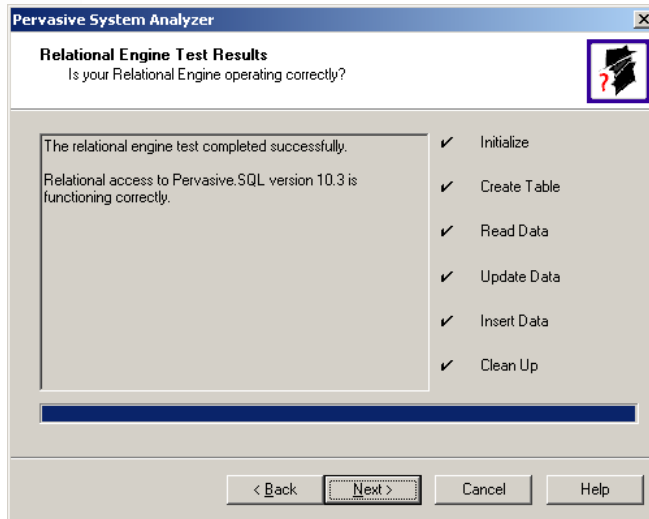 Pervasive System Analyzer
Relational Engine Test Results
Is your Relational Engine operating correctly?
?
The relational engine test completed successfully.
Relational access to Pervasive.SQL version 10.3 is
functioning correctly.
✔ Initialize
✔ Create Table
✔ Read Data
✔ Update Data
✔ Insert Data
✔ Clean Up
< Back
Next >
Cancel
Help